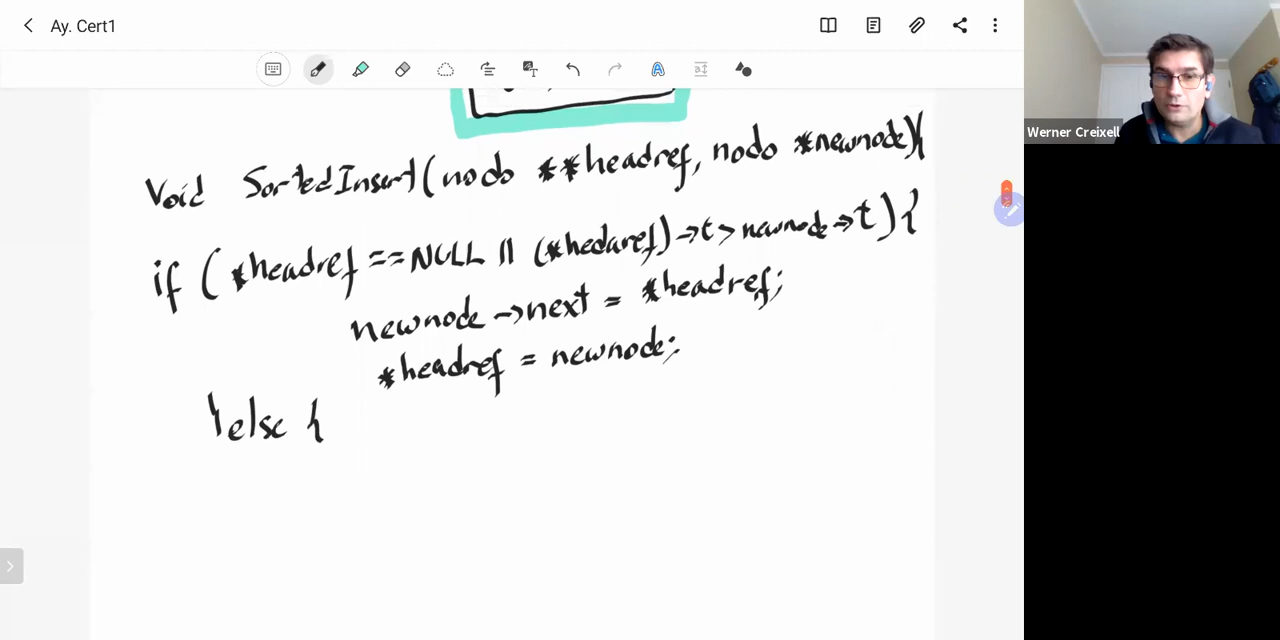 Ay. Cert1
Werner Creixell
Void SortedInsert(nodo **headref, nodo *newnode){
if (*headref == NULL || (*hedaref)->t > newnode->t){
newnode->next = *headref;
*headref = newnode;
}else {